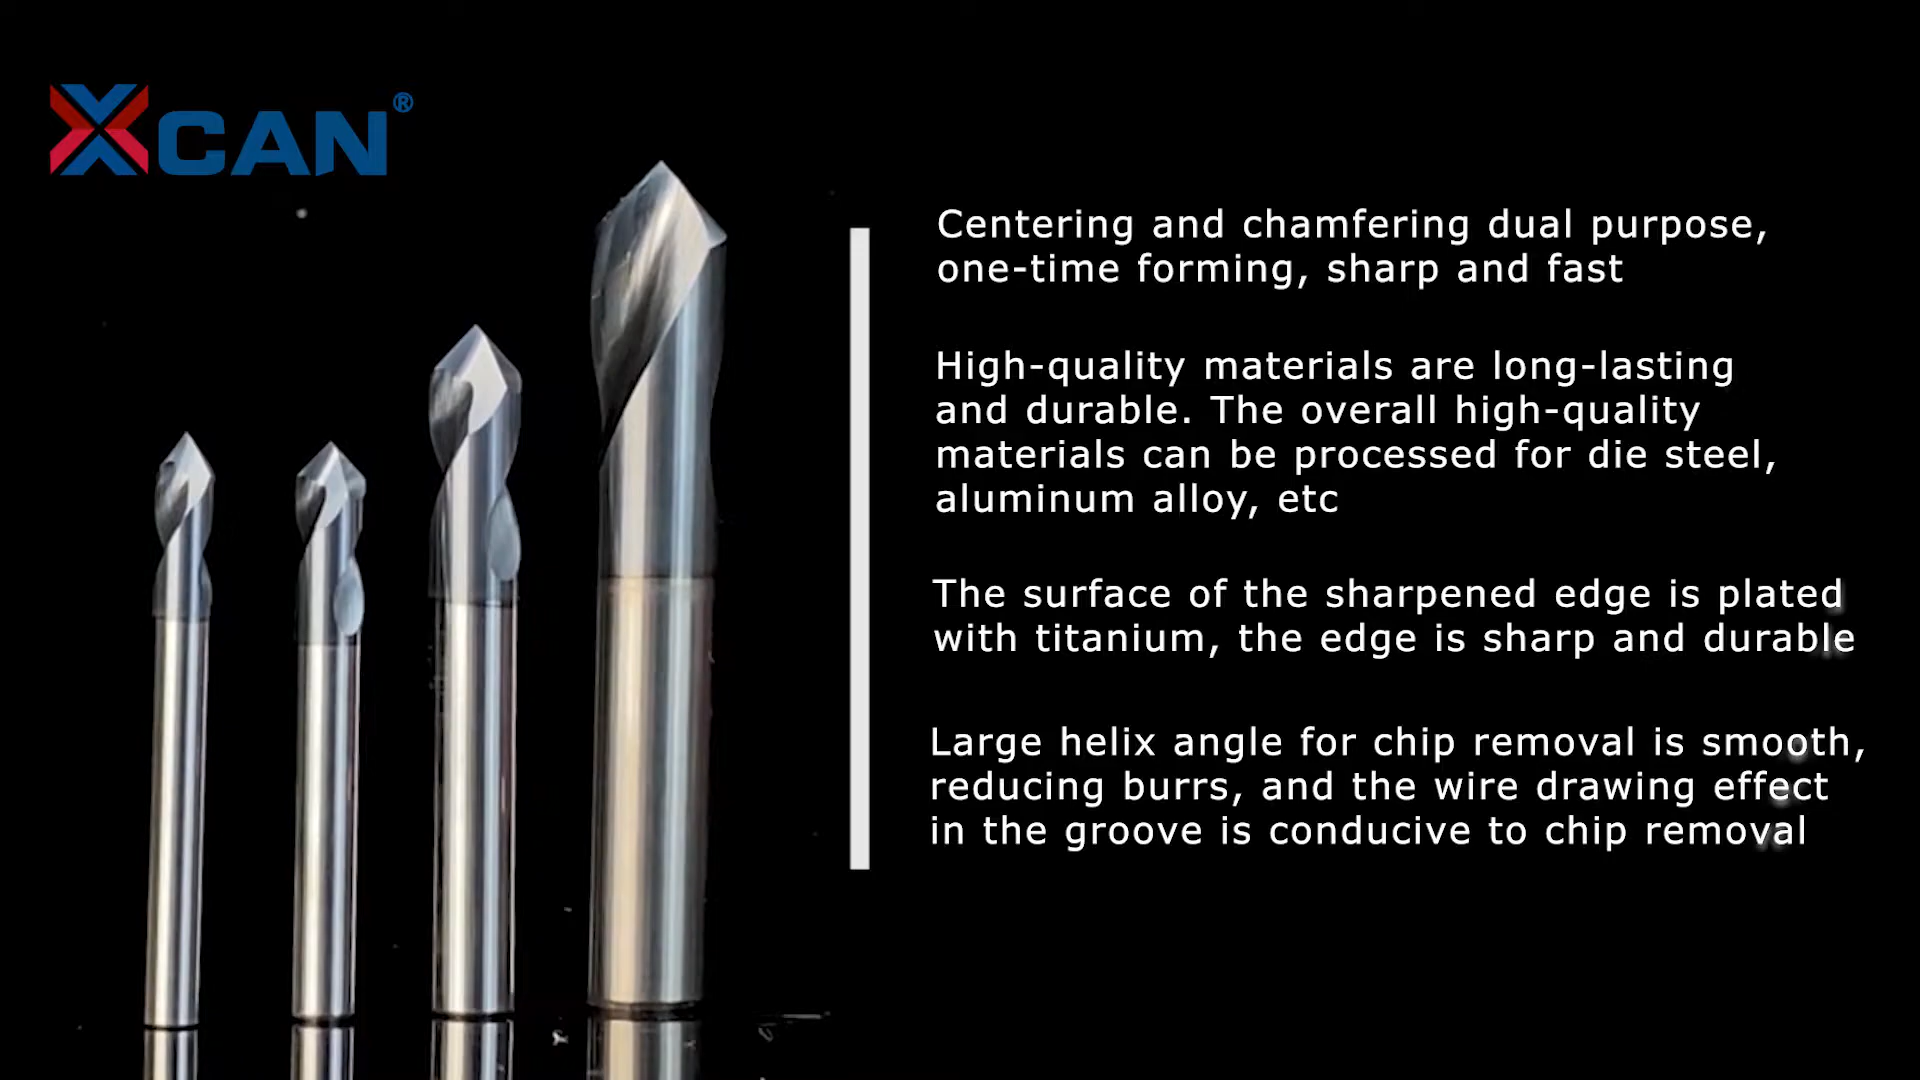 XCAN®
Centering and chamfering dual purpose,
one-time forming, sharp and fast
High-quality materials are long-lasting
and durable. The overall high-quality
materials can be processed for die steel,
aluminum alloy, etc
The surface of the sharpened edge is plated
with titanium, the edge is sharp and durable
Large helix angle for chip removal is smooth,
reducing burrs, and the wire drawing effect
in the groove is conducive to chip removal